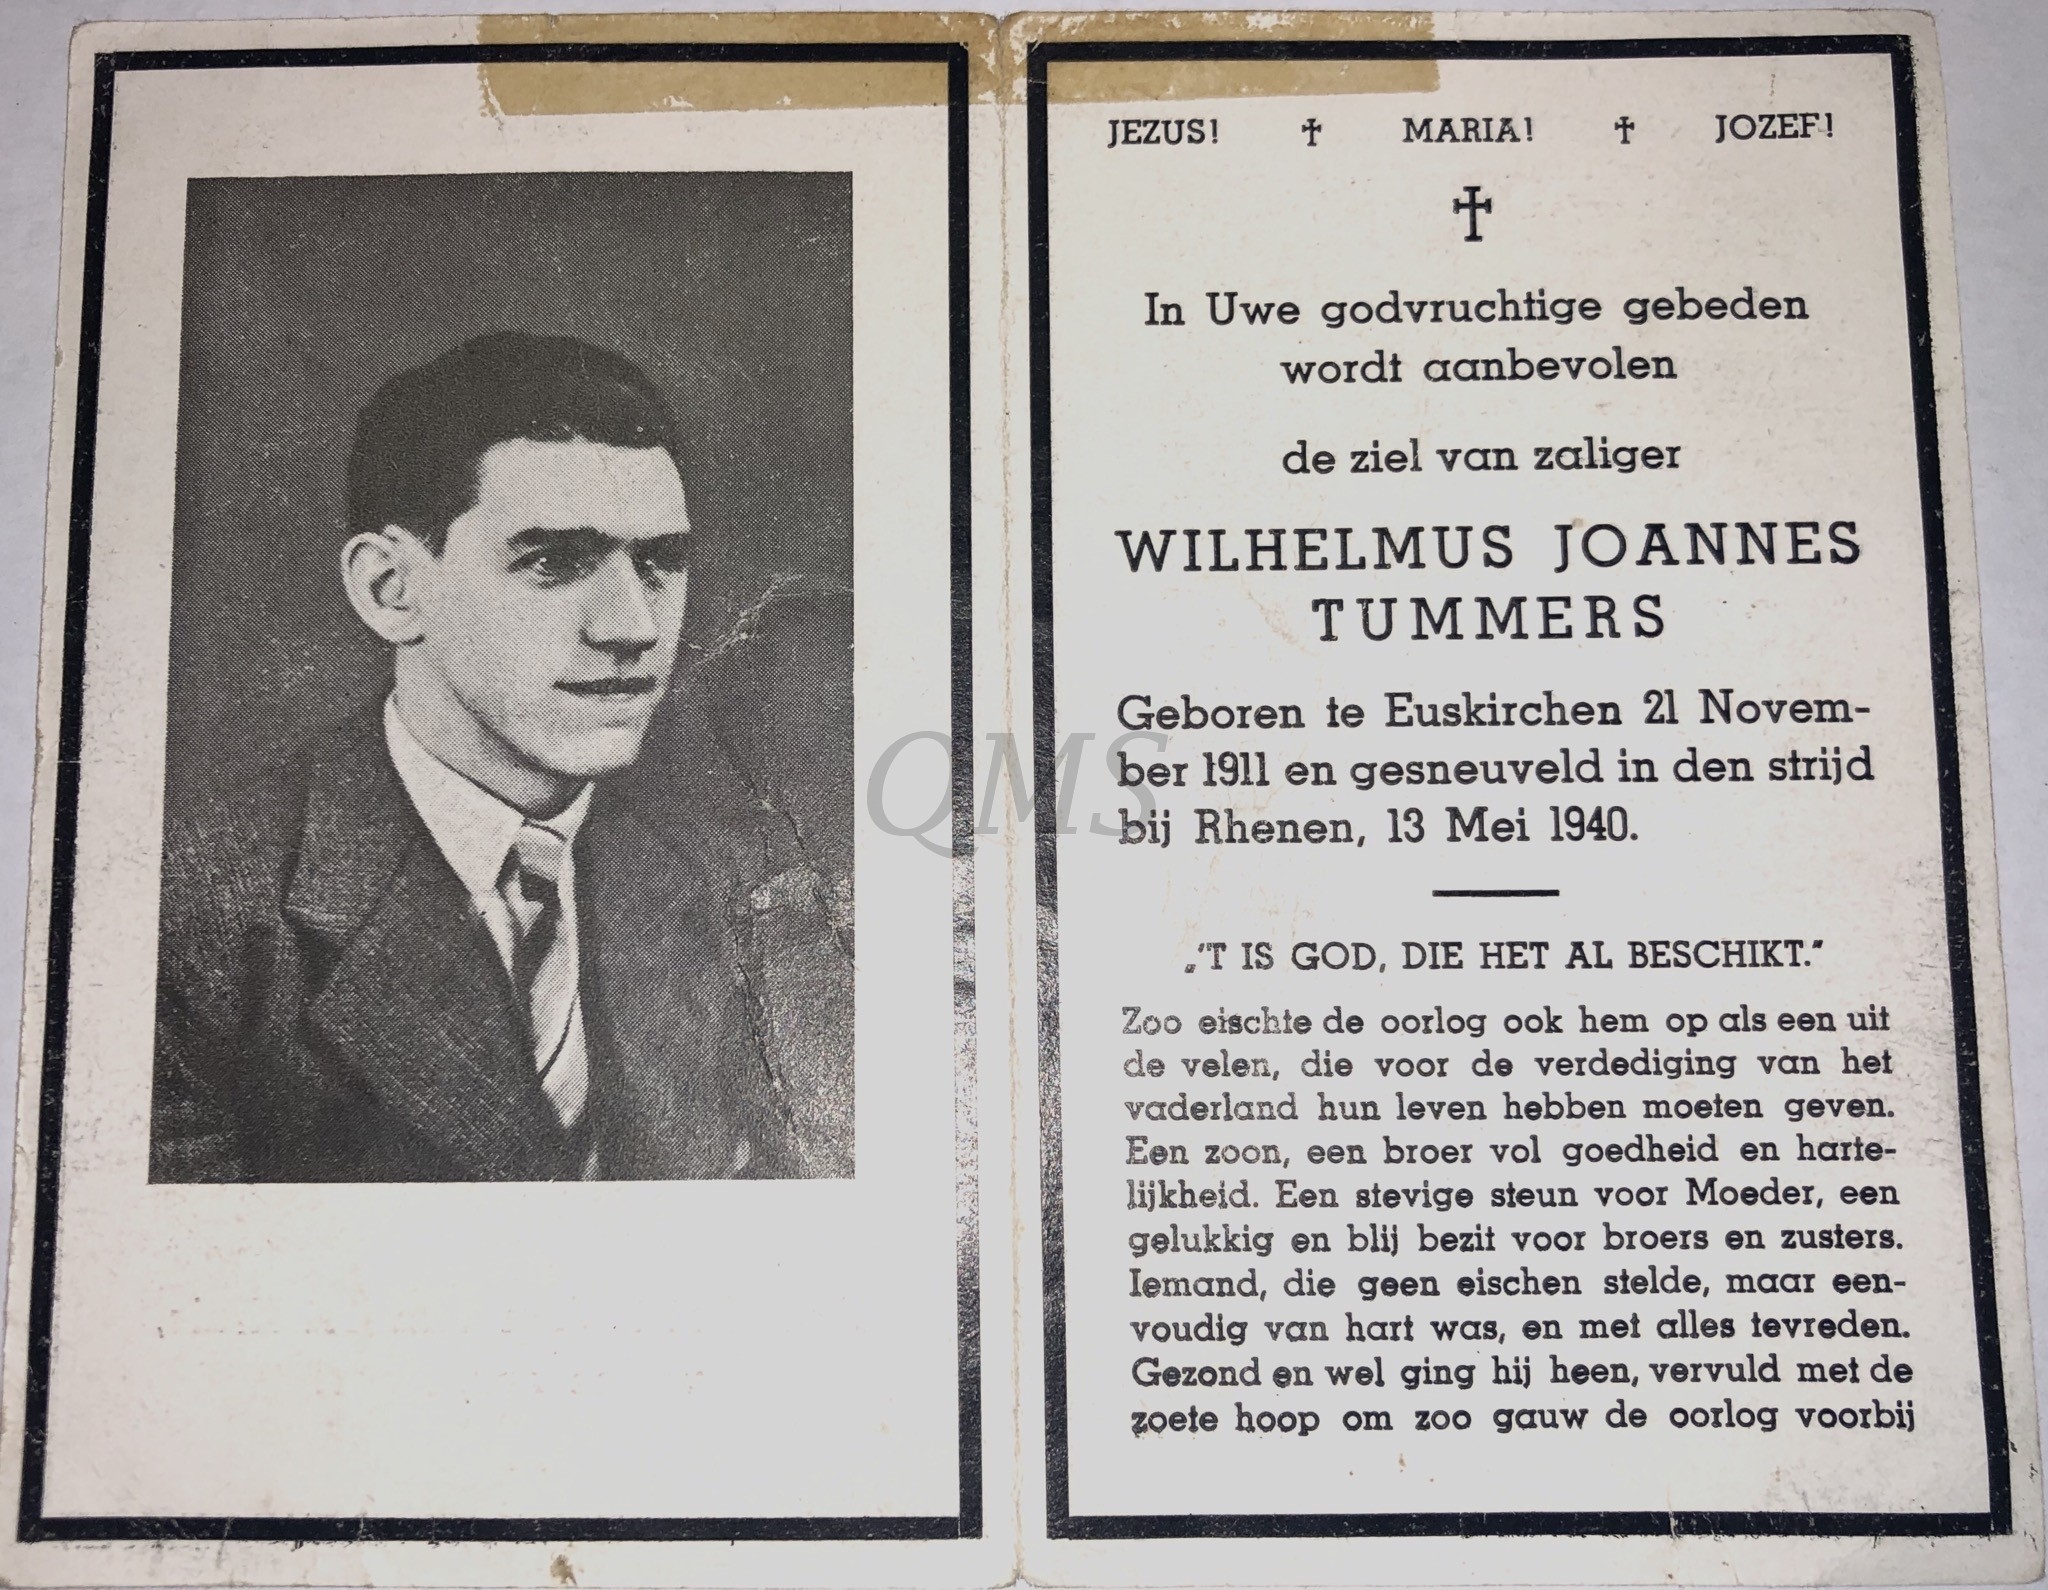 JEZUS! ✝ MARIA! ✝ JOZEF!
✝
In Uwe godvruchtige gebeden
wordt aanbevolen
de ziel van zaliger
WILHELMUS JOANNES
TUMMERS
Geboren te Euskirchen 21 Novem-
ber 1911 en gesneuveld in den strijd
bij Rhenen, 13 Mei 1940.
„'T IS GOD, DIE HET AL BESCHIKT."
Zoo eischte de oorlog ook hem op als een uit
de velen, die voor de verdediging van het
vaderland hun leven hebben moeten geven.
Een zoon, een broer vol goedheid en harte-
lijkheid. Een stevige steun voor Moeder, een
gelukkig en blij bezit voor broers en zusters.
Iemand, die geen eischen stelde, maar een-
voudig van hart was, en met alles tevreden.
Gezond en wel ging hij heen, vervuld met de
zoete hoop om zoo gauw de oorlog voorbij
QMS